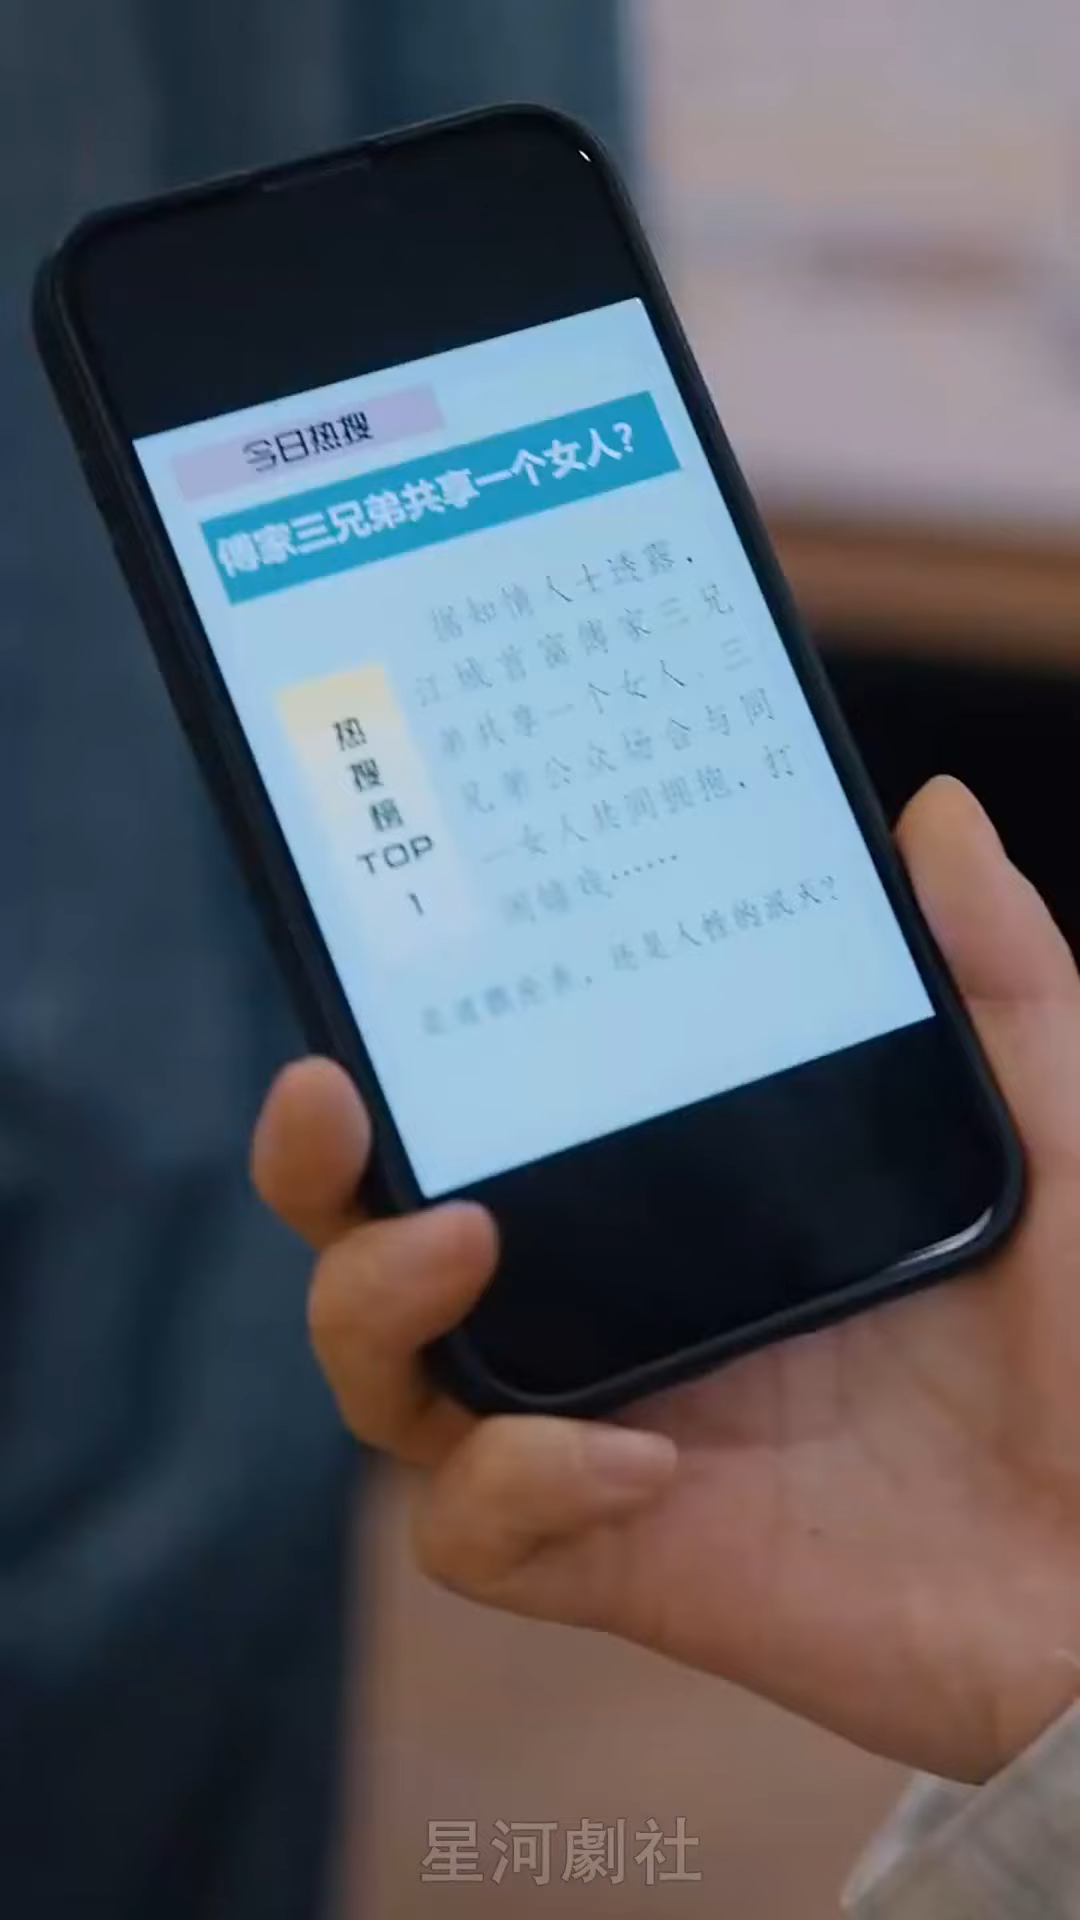 今日热搜
傅家三兄弟共享一个女人？
热
搜
榜
TOP
1
据知情人士透露，
江城首富傅家三兄
弟共享一个女人，三
兄弟公众场合与同
一女人共同拥抱，打
是道德沦丧，还是人性的泯灭？
星河劇社